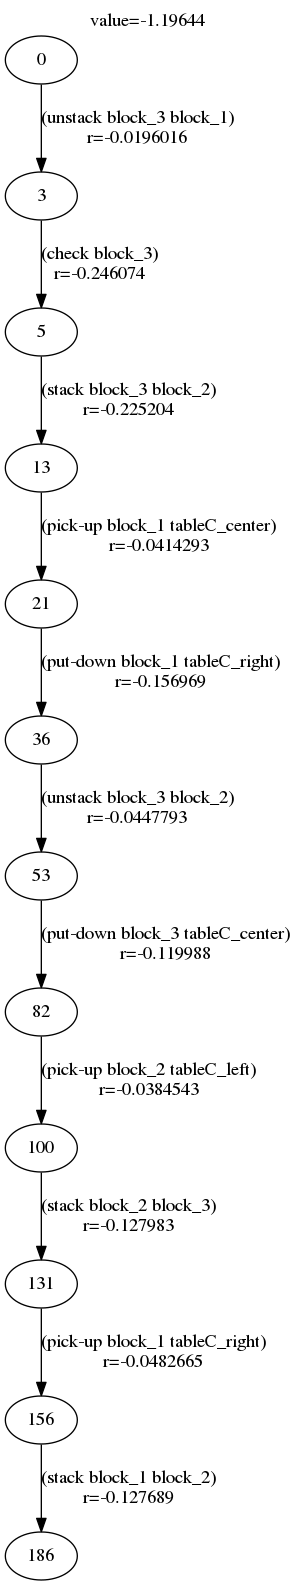 value=-1.19644
0
(unstack block_3 block_1)
r=-0.0196016
3
(check block_3)
r=-0.246074
5
(stack block_3 block_2)
r=-0.225204
13
(pick-up block_1 tableC_center)
r=-0.0414293
21
(put-down block_1 tableC_right)
r=-0.156969
36
(unstack block_3 block_2)
r=-0.0447793
53
(put-down block_3 tableC_center)
r=-0.119988
82
(pick-up block_2 tableC_left)
r=-0.0384543
100
(stack block_2 block_3)
r=-0.127983
131
(pick-up block_1 tableC_right)
r=-0.0482665
156
(stack block_1 block_2)
r=-0.127689
186